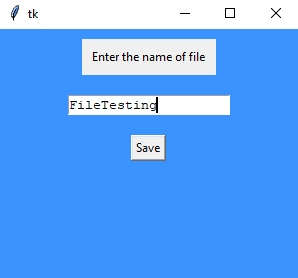 tk
Enter the name of file
FileTesting
Save